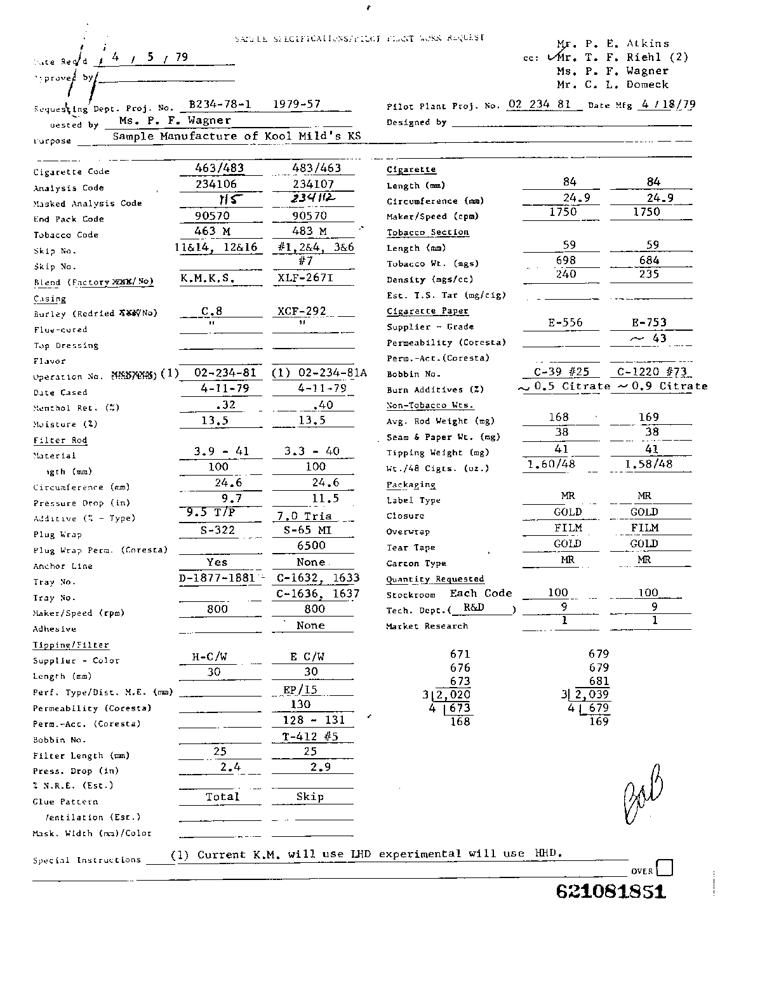 SAMPLE SPECIFICATIONS/PILOT PLANT WORK REQUEST
Mr. P. E. Atkins
cc: Mr. T. F. Riehl (2)
Ms. P. F. Wagner
Mr. C. L. Domeck
Date Req'd 4 / 5 / 79
Approved by
Requesting Dept. Proj. No. B234-78-1 1979-57
Pilot Plant Proj. No. 02 234 81 Date Mfg 4/18/79
uested by Ms. P. F. Wagner
Designed by
Purpose Sample Manufacture of Kool Mild's KS
Cigarette Code 463/483 483/463
Analysis Code 234106 234107
Masked Analysis Code 115 234112
End Pack Code 90570 90570
Tobacco Code 463 M 483 M
Skip No. 11&14, 12&16 #1,2&4, 3&6
Skip No. #7
Blend (Factory /No) K.M.K.S. XLF-267I
Casing
Burley (Redried /No) C.8 XCF-292
Flue-cured " "
Top Dressing
Flavor
Operation No. (1) 02-234-81 (1) 02-234-81A
Date Cased 4-11-79 4-11-79
Menthol Ret. (%) .32 .40
Moisture (%) 13.5 13.5
Filter Rod
Material 3.9 - 41 3.3 - 40
ngth (mm) 100 100
Circumference (mm) 24.6 24.6
Pressure Drop (in) 9.7 11.5
Additive (% - Type) 9.5 T/P 7.0 Tria
Plug Wrap S-322 S-65 MI
Plug Wrap Perm. (Coresta) 6500
Anchor Line Yes None
Tray No. D-1877-1881 C-1632, 1633
Tray No. C-1636, 1637
Maker/Speed (rpm) 800 800
Adhesive None
Tipping/Filter
Supplier - Color H-C/W E C/W
Length (mm) 30 30
Perf. Type/Dist. M.E. (mm) EP/15
Permeability (Coresta) 130
Perm.-Act. (Coresta) 128 - 131
Bobbin No. T-412 #5
Filter Length (mm) 25 25
Press. Drop (in) 2.4 2.9
% N.R.E. (Est.)
Glue Pattern Total Skip
Ventilation (Est.)
Mask. Width (mm)/Color
Cigarette
Length (mm) 84 84
Circumference (mm) 24.9 24.9
Maker/Speed (cpm) 1750 1750
Tobacco Section
Length (mm) 59 59
Tobacco Wt. (mgs) 698 684
Density (mgs/cc) 240 235
Est. T.S. Tar (mg/cig)
Cigarette Paper
Supplier - Grade E-556 E-753
Permeability (Coresta) ~ 43
Perm.-Act.(Coresta)
Bobbin No. C-39 #25 C-1220 #73
Burn Additives (%) ~ 0.5 Citrate ~ 0.9 Citrate
Non-Tobacco Wts.
Avg. Rod Weight (mg) 168 169
Seam & Paper Wt. (mg) 38 38
Tipping Weight (mg) 41 41
Wt./48 Cigts. (oz.) 1.60/48 1.58/48
Packaging
Label Type MR MR
Closure GOLD GOLD
Overwrap FILM FILM
Tear Tape GOLD GOLD
Carton Type MR MR
Quantity Requested
Stockroom Each Code 100 100
Tech. Dept.( R&D ) 9 9
Market Research 1 1
671 679
676 679
673 681
3|2,020 3|2,039
4|673 4|679
168 169
BoB
Special Instructions (1) Current K.M. will use LHD experimental will use HHD.
OVER
621081851